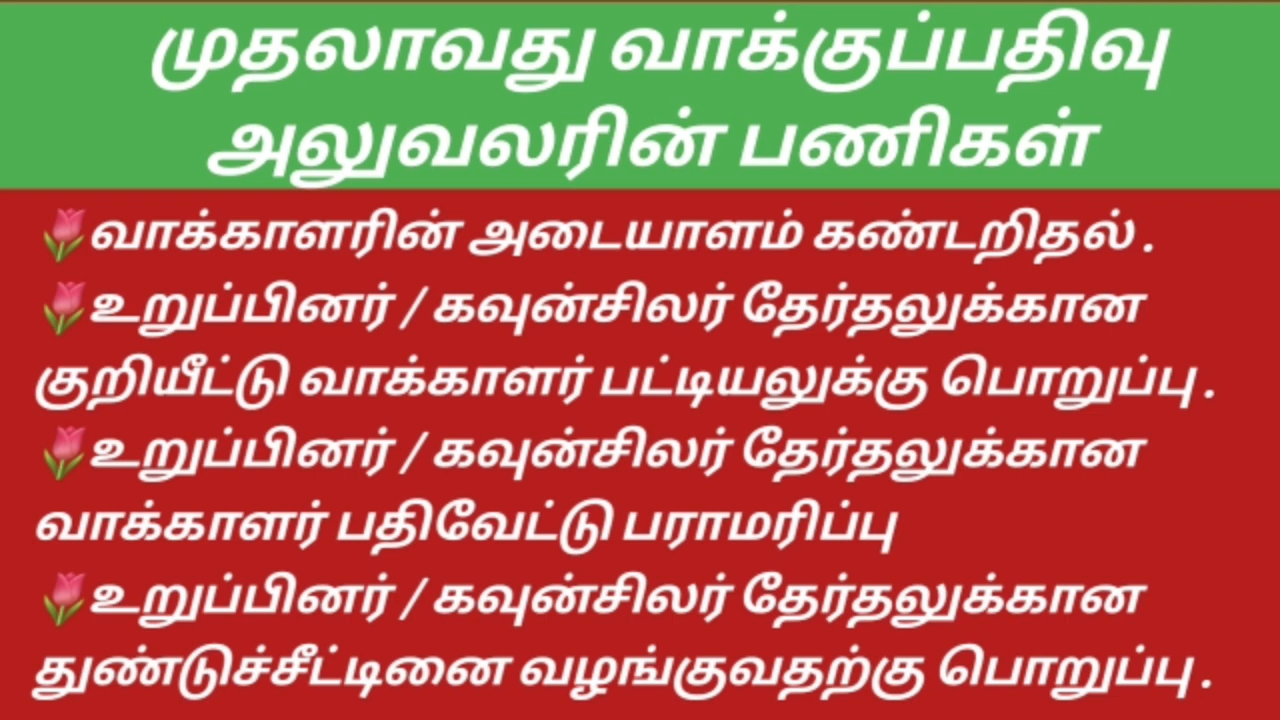 முதலாவது வாக்குப்பதிவு
அலுவலரின் பணிகள்
🌷வாக்காளரின் அடையாளம் கண்டறிதல் .
🌷உறுப்பினர் / கவுன்சிலர் தேர்தலுக்கான
குறியீட்டு வாக்காளர் பட்டியலுக்கு பொறுப்பு .
🌷உறுப்பினர் / கவுன்சிலர் தேர்தலுக்கான
வாக்காளர் பதிவேட்டு பராமரிப்பு
🌷உறுப்பினர் / கவுன்சிலர் தேர்தலுக்கான
துண்டுச்சீட்டினை வழங்குவதற்கு பொறுப்பு .